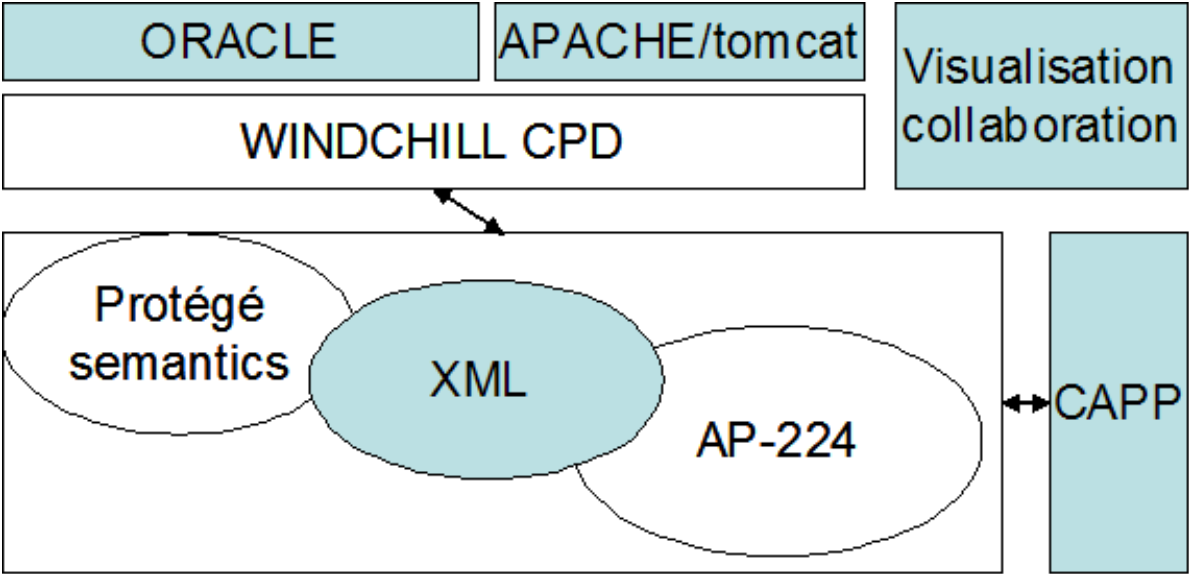 ORACLE
APACHE/tomcat
Visualisation
collaboration
WINDCHILL CPD
Protégé
semantics
XML
AP-224
CAPP